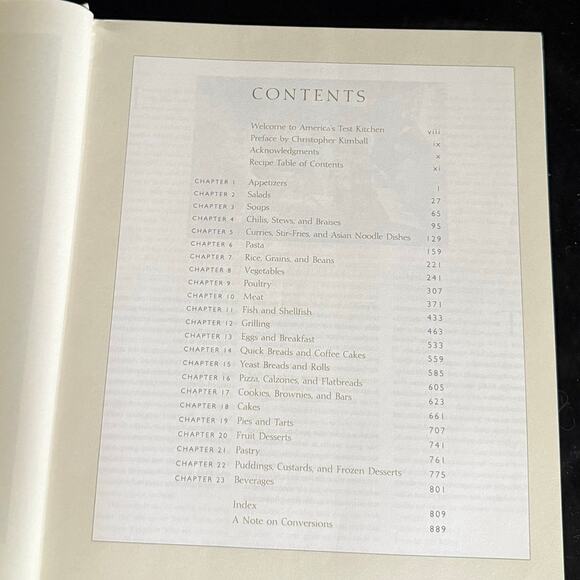 CONTENTS
Welcome to America's Test Kitchen viii
Preface by Christopher Kimball ix
Acknowledgments x
Recipe Table of Contents xi
CHAPTER 1 Appetizers 1
CHAPTER 2 Salads 27
CHAPTER 3 Soups 65
CHAPTER 4 Chilis, Stews, and Braises 95
CHAPTER 5 Curries, Stir-Fries, and Asian Noodle Dishes 129
CHAPTER 6 Pasta 159
CHAPTER 7 Rice, Grains, and Beans 221
CHAPTER 8 Vegetables 241
CHAPTER 9 Poultry 307
CHAPTER 10 Meat 371
CHAPTER 11 Fish and Shellfish 433
CHAPTER 12 Grilling 463
CHAPTER 13 Eggs and Breakfast 533
CHAPTER 14 Quick Breads and Coffee Cakes 559
CHAPTER 15 Yeast Breads and Rolls 585
CHAPTER 16 Pizza, Calzones, and Flatbreads 605
CHAPTER 17 Cookies, Brownies, and Bars 623
CHAPTER 18 Cakes 661
CHAPTER 19 Pies and Tarts 707
CHAPTER 20 Fruit Desserts 741
CHAPTER 21 Pastry 761
CHAPTER 22 Puddings, Custards, and Frozen Desserts 775
CHAPTER 23 Beverages 801
Index 809
A Note on Conversions 889